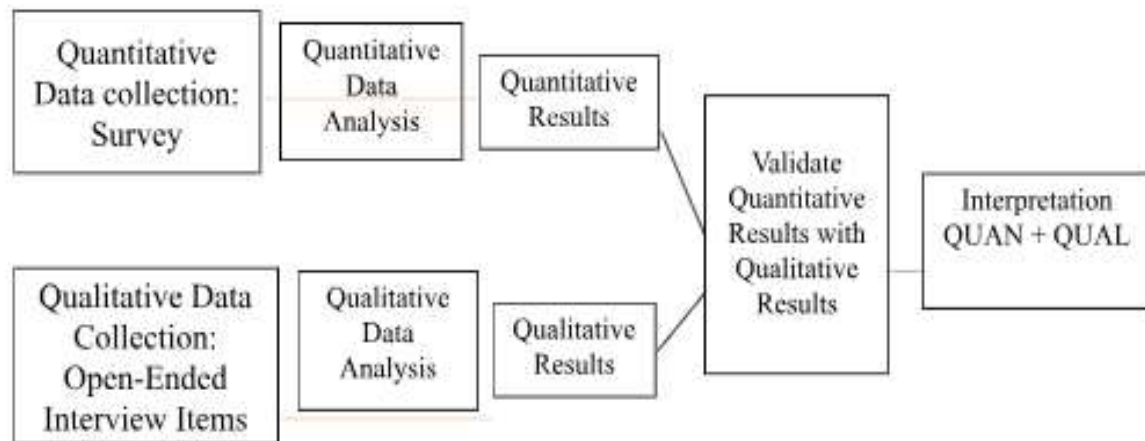 Quantitative
Data collection:
Survey
Quantitative
Data
Analysis
Quantitative
Results
Qualitative Data
Collection:
Open-Ended
Interview Items
Qualitative
Data
Analysis
Qualitative
Results
Validate
Quantitative
Results with
Qualitative
Results
Interpretation
QUAN + QUAL